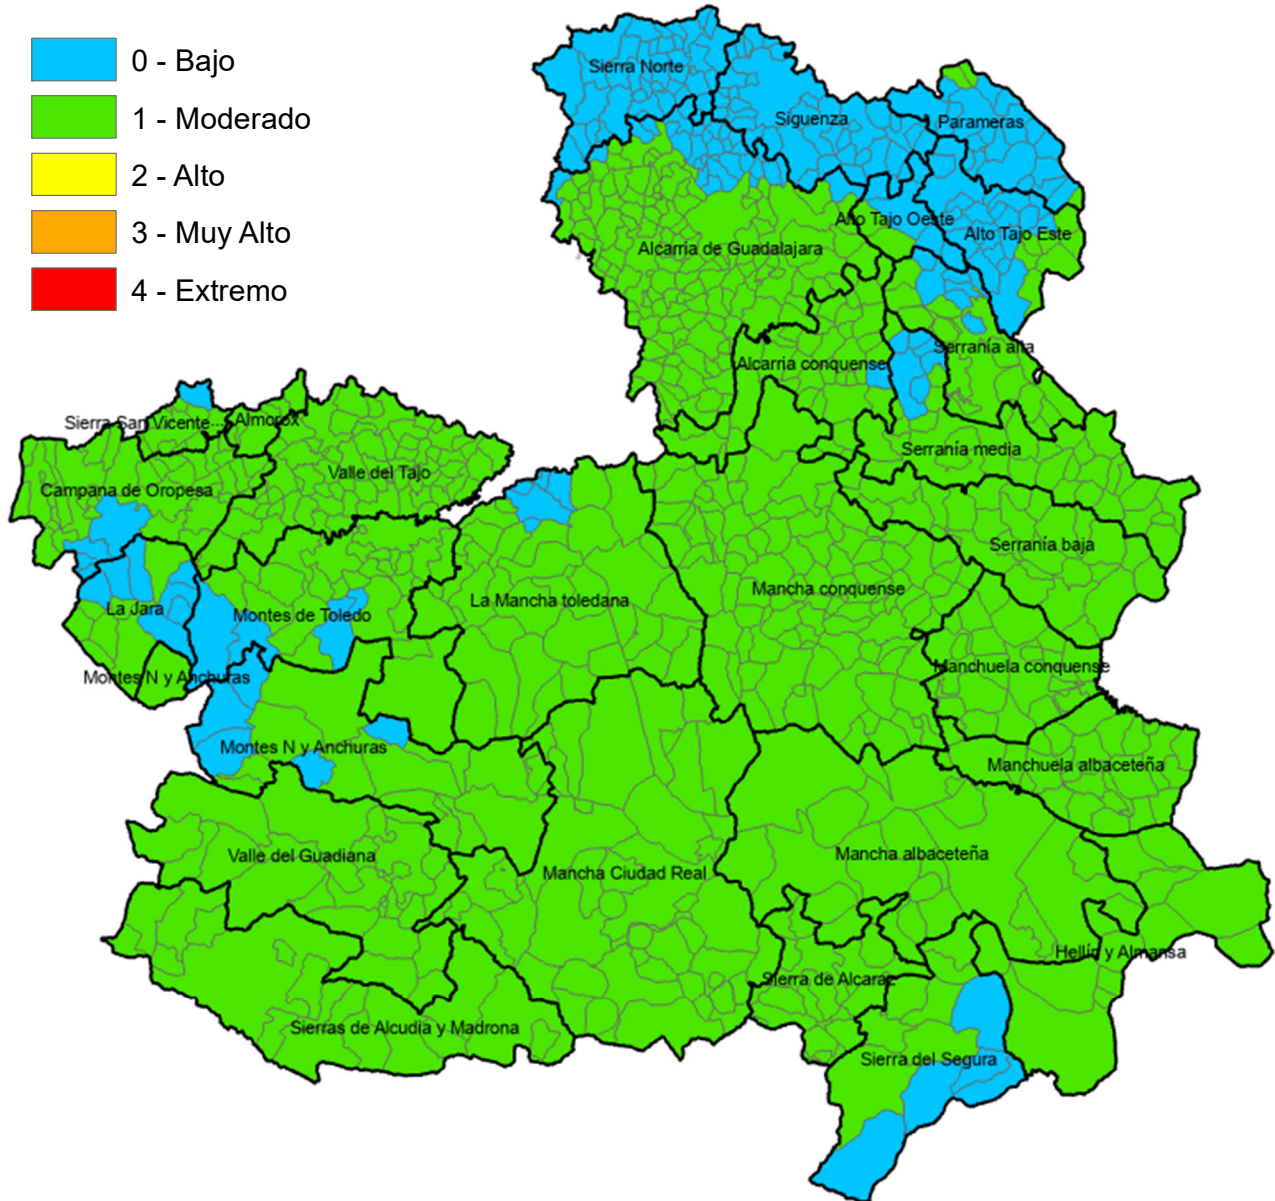 0 - Bajo
1 - Moderado
2 - Alto
3 - Muy Alto
4 - Extremo
Sierra Norte
Siguenza
Parameras
Alto Tajo Oeste
Alto Tajo Este
Alcarria de Guadalajara
Serranía alta
Alcarria conquense
Sierra San Vicente...
Almorox
Serranía media
Valle del Tajo
Campana de Oropesa
Serranía baja
Mancha conquense
La Mancha toledana
La Jara
Montes de Toledo
Manchuela conquense
Montes N y Anchuras
Montes N y Anchuras
Manchuela albaceteña
Valle del Guadiana
Mancha albaceteña
Mancha Ciudad Real
Hellín y Almansa
Sierra de Alcaraz
Sierras de Alcudia y Madrona
Sierra del Segura